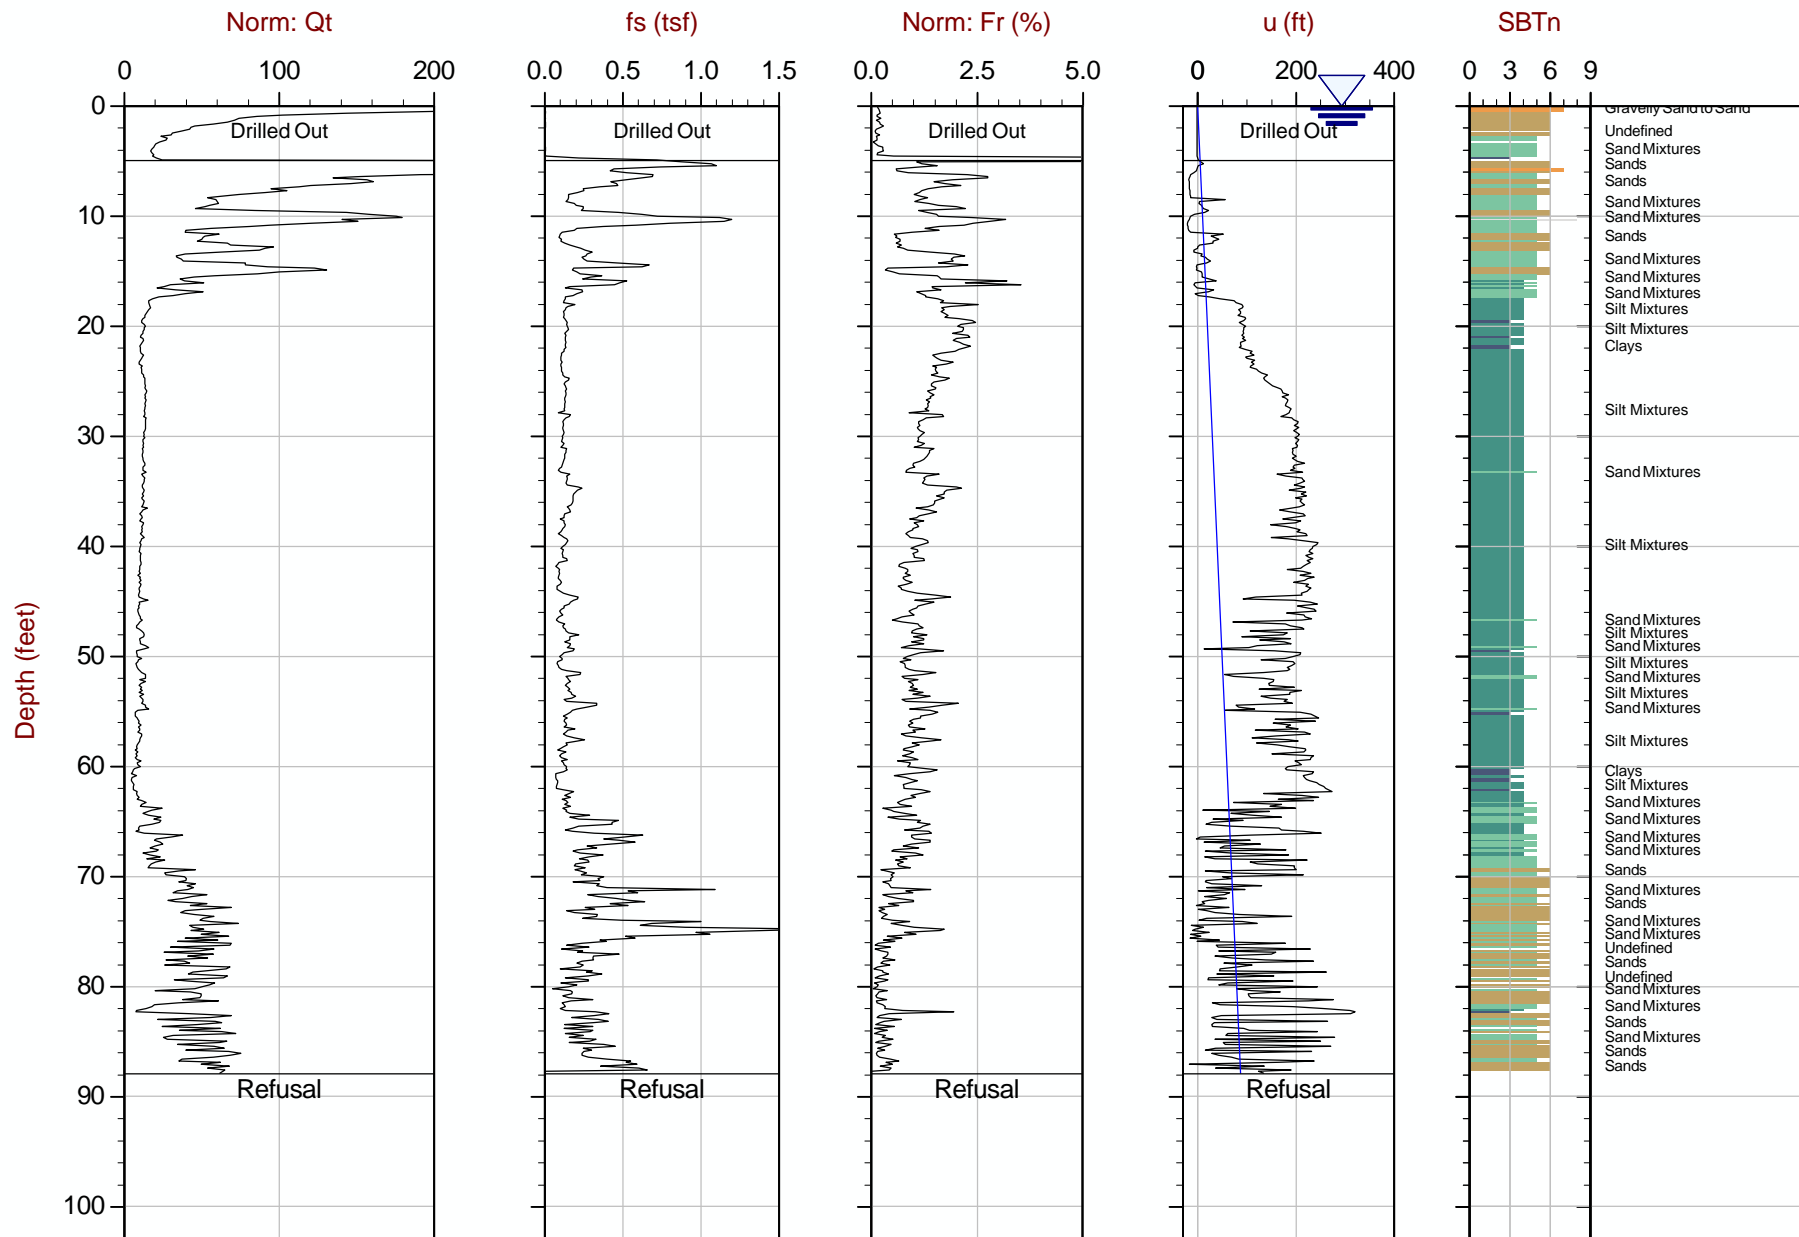 Norm: Qt
fs (tsf)
Norm: Fr (%)
u (ft)
SBTn
0 100 200
0.0 0.5 1.0 1.5
0.0 2.5 5.0
0 200 400
0 3 6 9
Depth (feet)
0
10
20
30
40
50
60
70
80
90
100
Drilled Out
Drilled Out
Drilled Out
Drilled Out
Refusal
Refusal
Refusal
Refusal
Gravelly Sand to Sand
Undefined
Sand Mixtures
Sands
Sands
Sand Mixtures
Sand Mixtures
Sands
Sand Mixtures
Sand Mixtures
Sand Mixtures
Silt Mixtures
Silt Mixtures
Clays
Silt Mixtures
Sand Mixtures
Silt Mixtures
Sand Mixtures
Silt Mixtures
Sand Mixtures
Silt Mixtures
Sand Mixtures
Silt Mixtures
Sand Mixtures
Silt Mixtures
Clays
Silt Mixtures
Sand Mixtures
Sand Mixtures
Sand Mixtures
Sand Mixtures
Sands
Sand Mixtures
Sands
Sand Mixtures
Sand Mixtures
Undefined
Sands
Undefined
Sand Mixtures
Sand Mixtures
Sands
Sand Mixtures
Sands
Sands